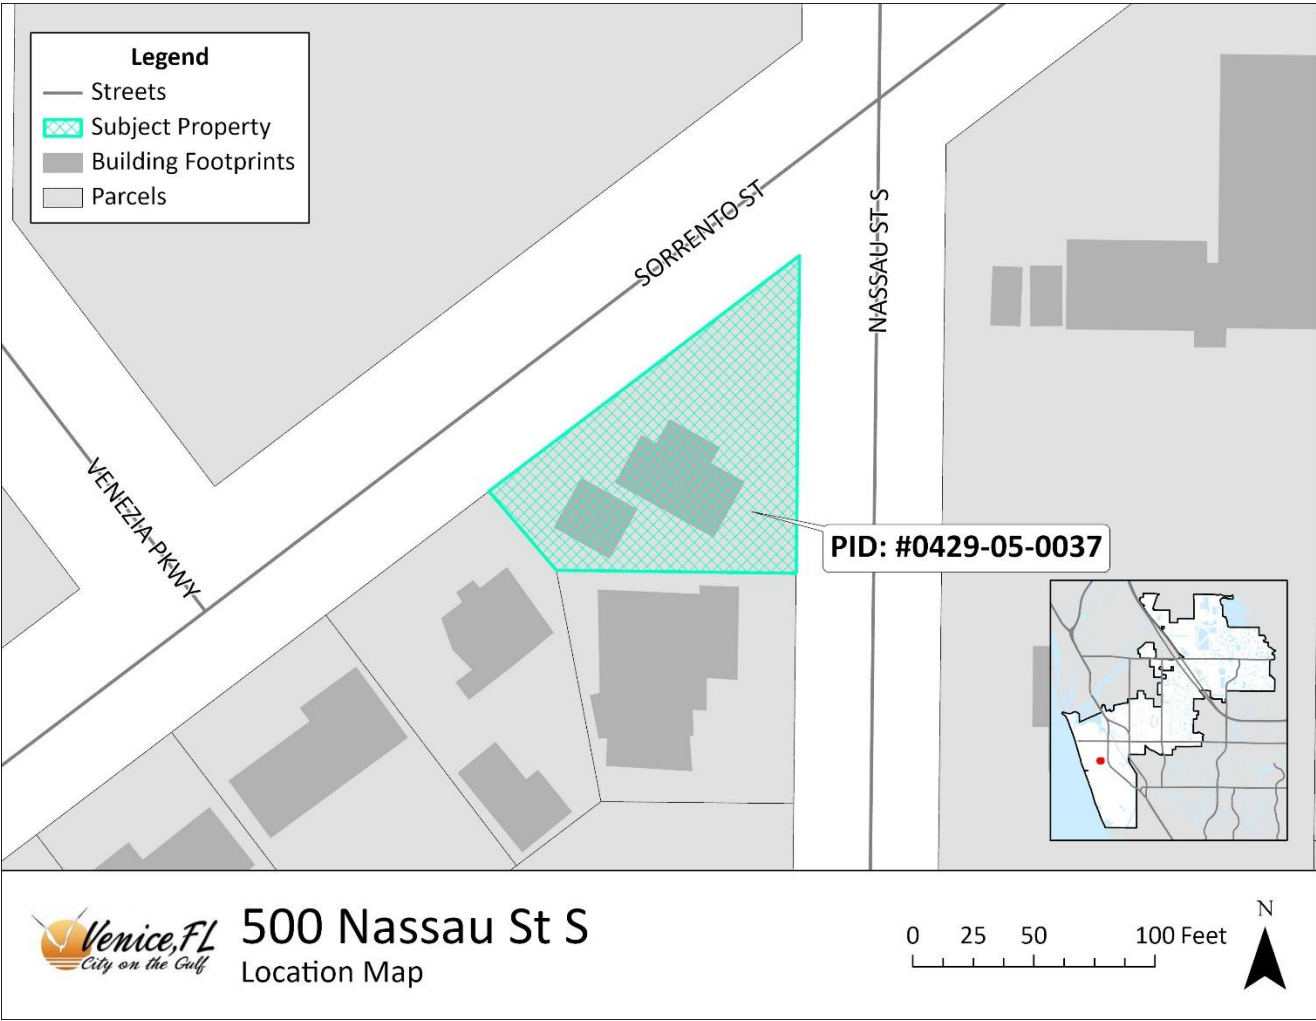 Legend
Streets
Subject Property
Building Footprints
Parcels
SORRENTO ST
NASSAU ST S
VENEZIA PKWY
PID: #0429-05-0037
Venice, FL
City on the Gulf
500 Nassau St S
Location Map
0 25 50 100 Feet
N